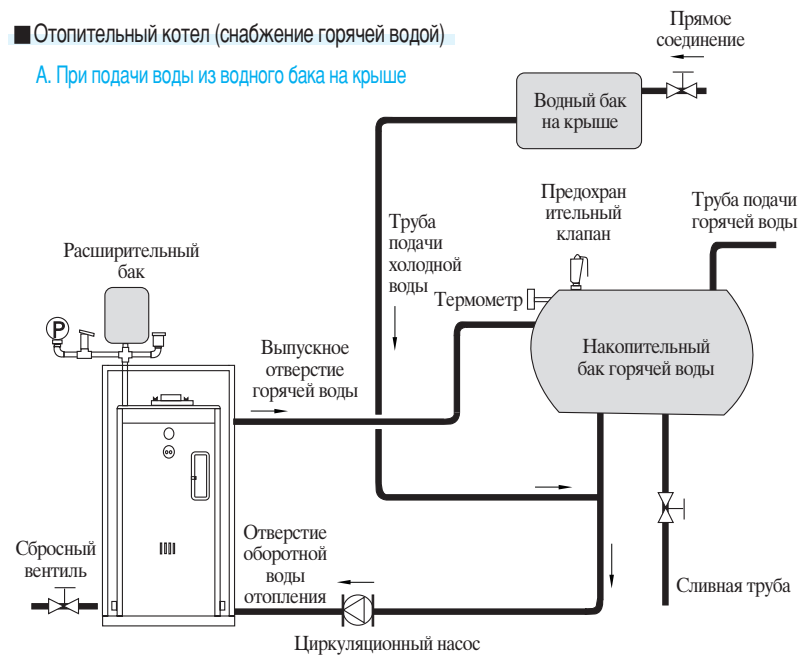 Отопительный котел (снабжение горячей водой)
А. При подачи воды из водного бака на крыше
Прямое
соединение
Водный бак
на крыше
Предохран
ительный
клапан
Труба подачи
горячей воды
Труба
подачи
холодной
воды
Термометр
Расширительный
бак
P
Выпускное
отверстие
горячей воды
Накопительный
бак горячей воды
Сбросный
вентиль
Отверстие
оборотной
воды
отопления
Сливная труба
Циркуляционный насос